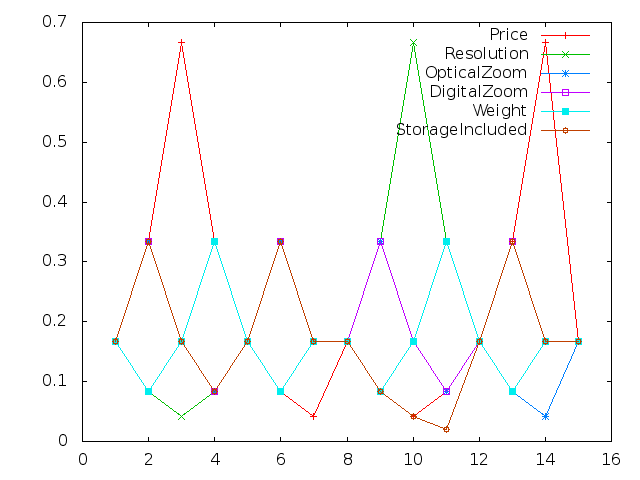 0.7
Price
Resolution
0.6
OpticalZoom
DigitalZoom
Weight
0.5
StorageIncluded
0.4
0.3
0.2
0.1
0
0 2 4 6 8 10 12 14 16